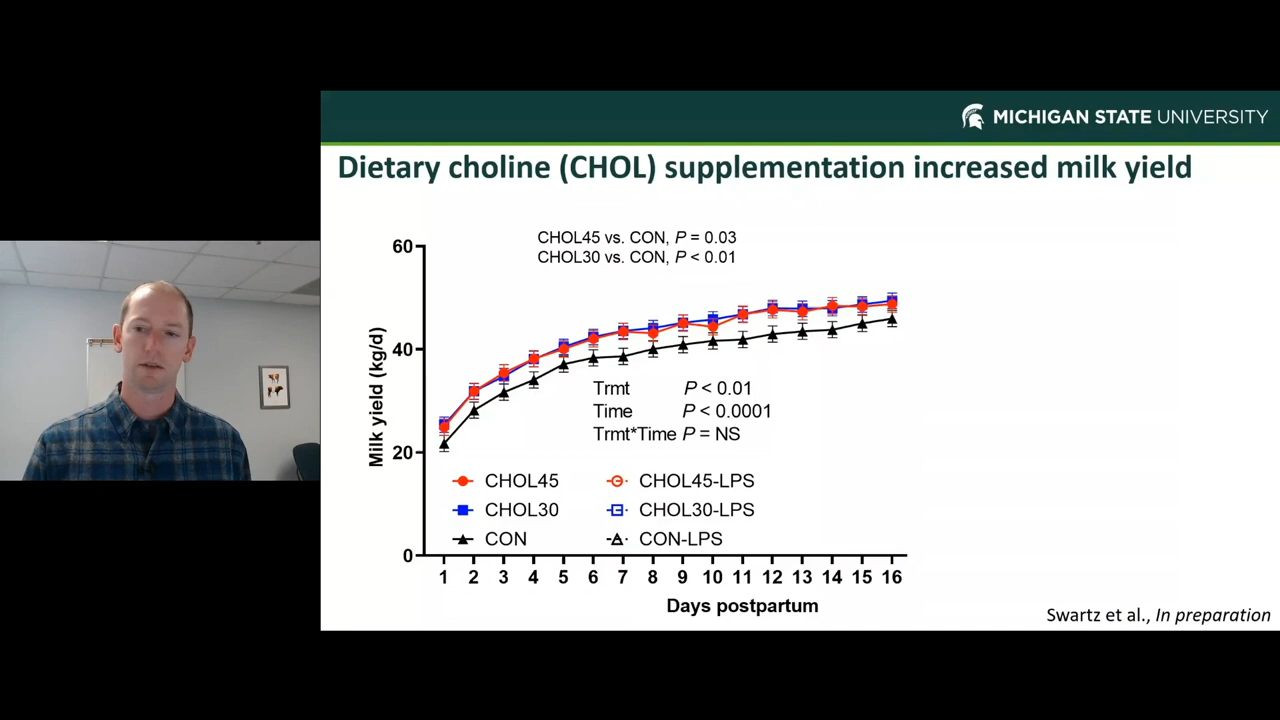 MICHIGAN STATE UNIVERSITY
Dietary choline (CHOL) supplementation increased milk yield
CHOL45 vs. CON, P = 0.03
CHOL30 vs. CON, P < 0.01
60
40
20
0
Milk yield (kg/d)
Trmt P < 0.01
Time P < 0.0001
Trmt*Time P = NS
CHOL45 CHOL45-LPS
CHOL30 CHOL30-LPS
CON CON-LPS
1 2 3 4 5 6 7 8 9 10 11 12 13 14 15 16
Days postpartum
Swartz et al., In preparation